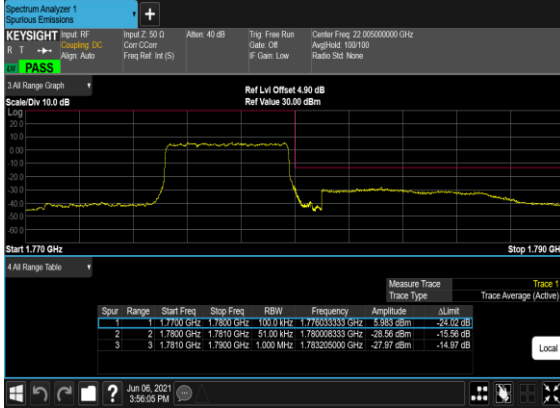 Spectrum Analyzer 1
Spurious Emissions
+
KEYSIGHT Input: RF Input Z: 50 Ω Atten: 40 dB Trig: Free Run Center Freq: 22.005000000 GHz
R T Coupling: DC Corr CCorr Gate: Off Avg|Hold: 100/100
Align: Auto Freq Ref: Int (S) IF Gain: Low Radio Std: None
LXI PASS
3 All Range Graph
Ref Lvl Offset 4.90 dB
Scale/Div 10.0 dB Ref Value 30.00 dBm
Log
20.0
10.0
0.00
-10.0
-20.0
-30.0
-40.0
-50.0
-60.0
Start 1.770 GHz Stop 1.790 GH
4 All Range Table
Measure Trace Trace 1
Trace Type Trace Average (Active)
Spur Range Start Freq Stop Freq RBW Frequency Amplitude ΔLimit
1 1 1.7700 GHz 1.7800 GHz 100.0 kHz 1.776033333 GHz 5.983 dBm -24.02 dB
2 2 1.7800 GHz 1.7810 GHz 51.00 kHz 1.780008333 GHz -28.56 dBm -15.56 dB
3 3 1.7810 GHz 1.7900 GHz 1.000 MHz 1.783205000 GHz -27.97 dBm -14.97 dB
Local
? Jun 06, 2021
3:56:05 PM